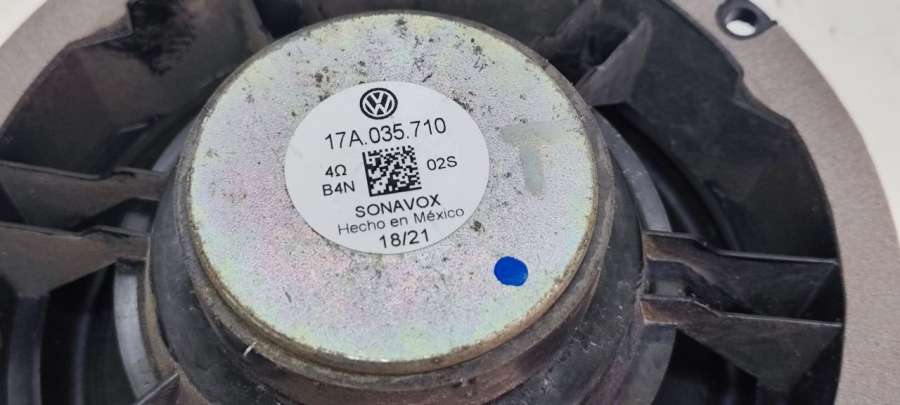 VW
17A.035.710
4Ω 02S
B4N
SONAVOX
Hecho en México
18/21